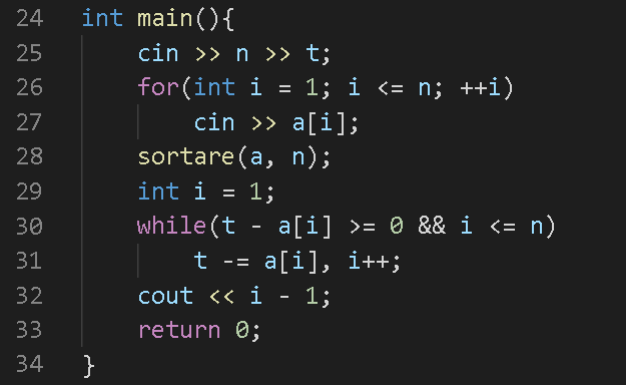 24 int main(){
25 cin >> n >> t;
26 for(int i = 1; i <= n; ++i)
27 cin >> a[i];
28 sortare(a, n);
29 int i = 1;
30 while(t - a[i] >= 0 && i <= n)
31 t -= a[i], i++;
32 cout << i - 1;
33 return 0;
34 }